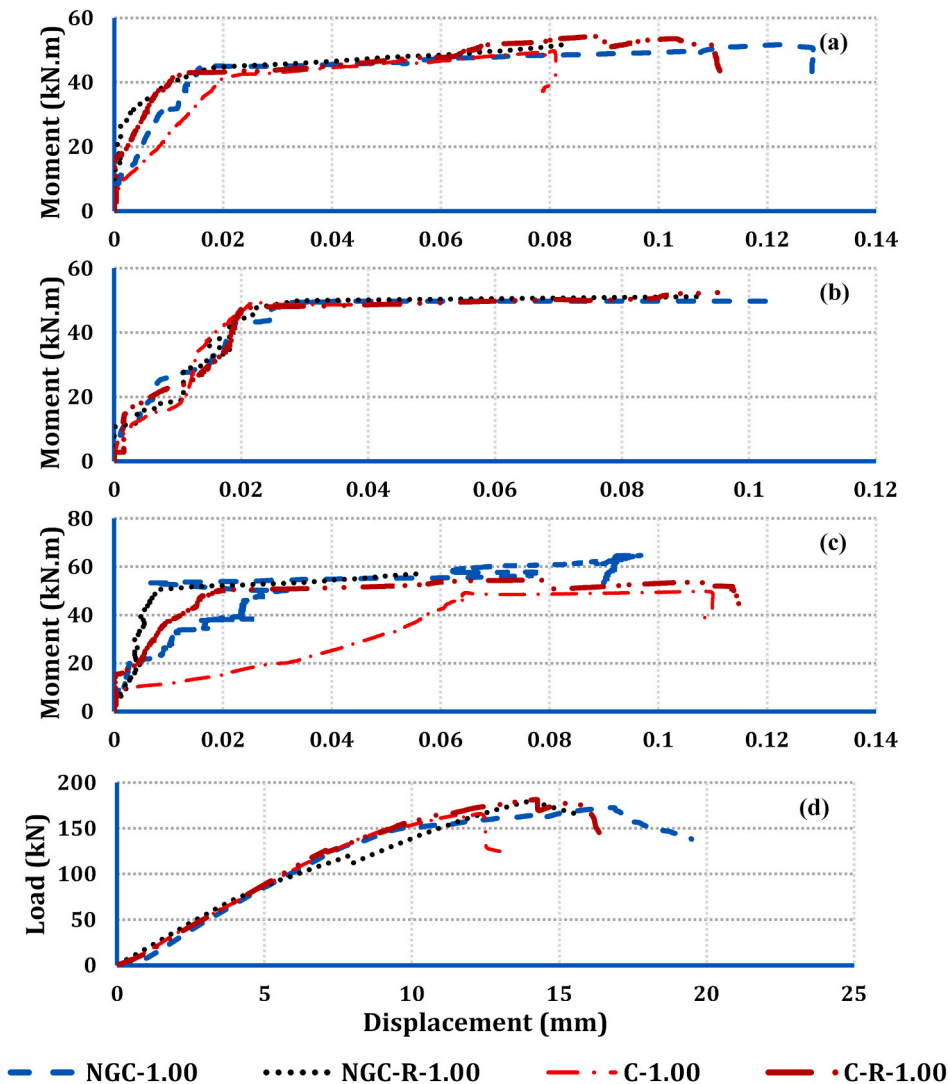 60
40
20
0
Moment (kN.m)
(a)
0 0.02 0.04 0.06 0.08 0.1 0.12 0.14
60
40
20
0
Moment (kN.m)
(b)
0 0.02 0.04 0.06 0.08 0.1 0.12
80
60
40
20
0
Moment (kN.m)
(c)
0 0.02 0.04 0.06 0.08 0.1 0.12 0.14
200
150
100
50
0
Load (kN)
(d)
0 5 10 15 20 25
Displacement (mm)
NGC-1.00 NGC-R-1.00 C-1.00 C-R-1.00